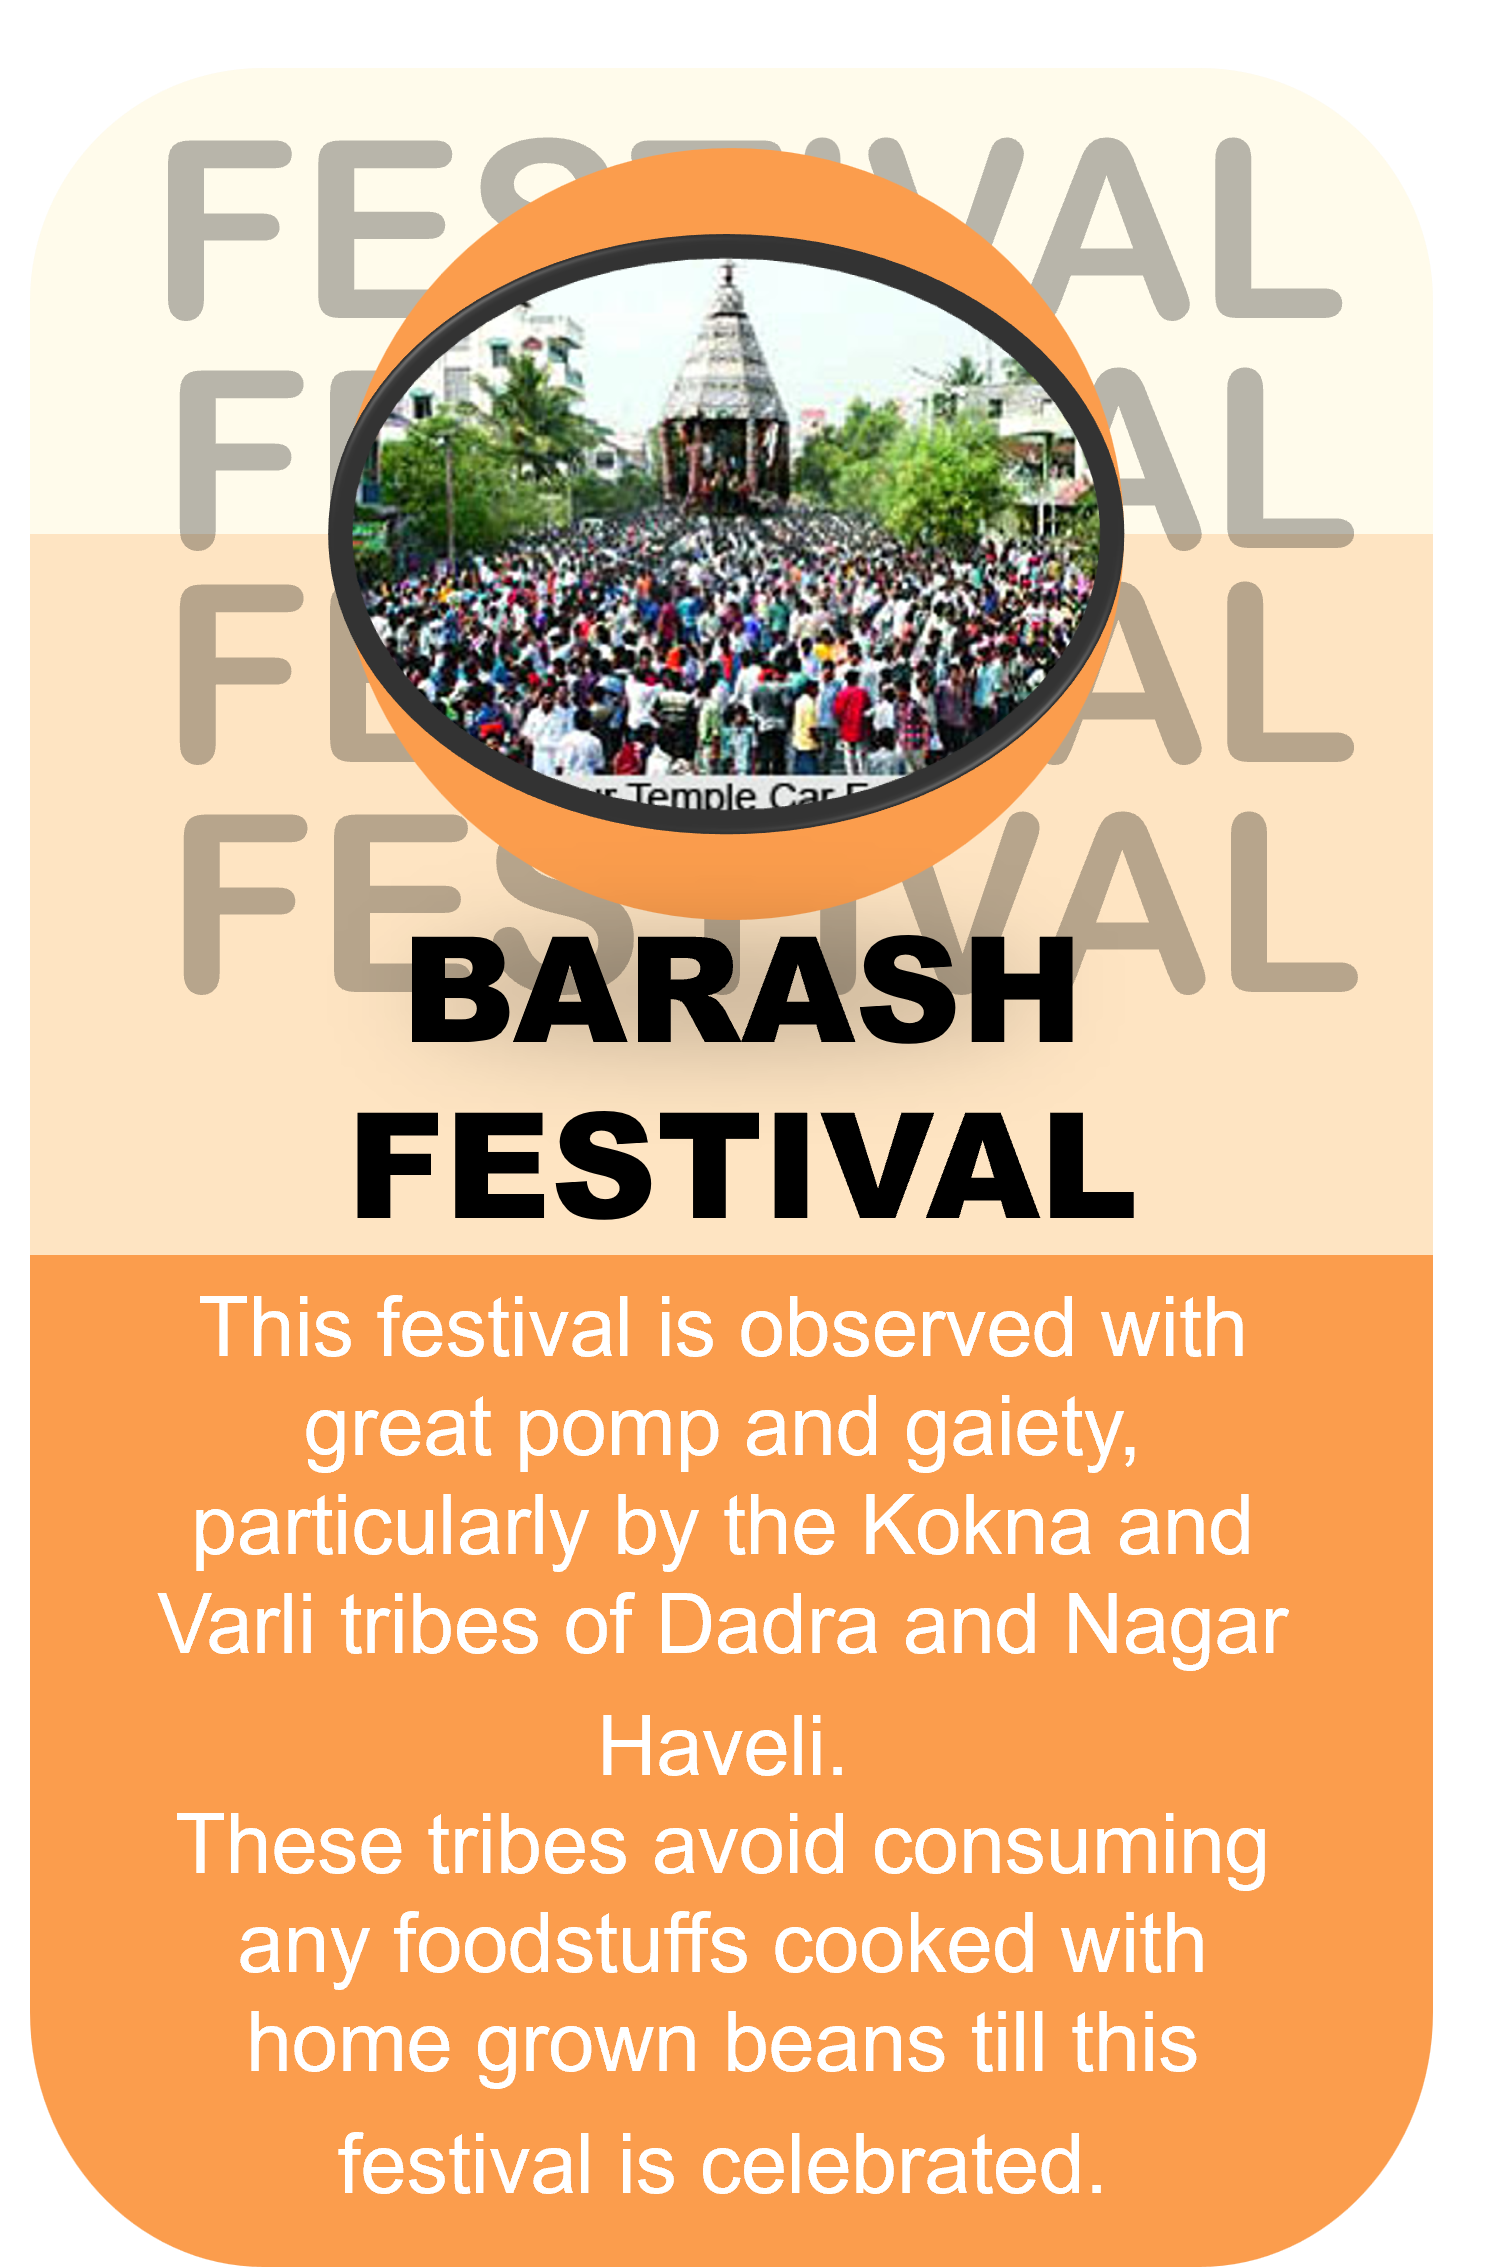 FESTIVAL
Temple Car
BARASH
FESTIVAL
This festival is observed with
great pomp and gaiety,
particularly by the Kokna and
Varli tribes of Dadra and Nagar
Haveli.
These tribes avoid consuming
any foodstuffs cooked with
home grown beans till this
festival is celebrated.